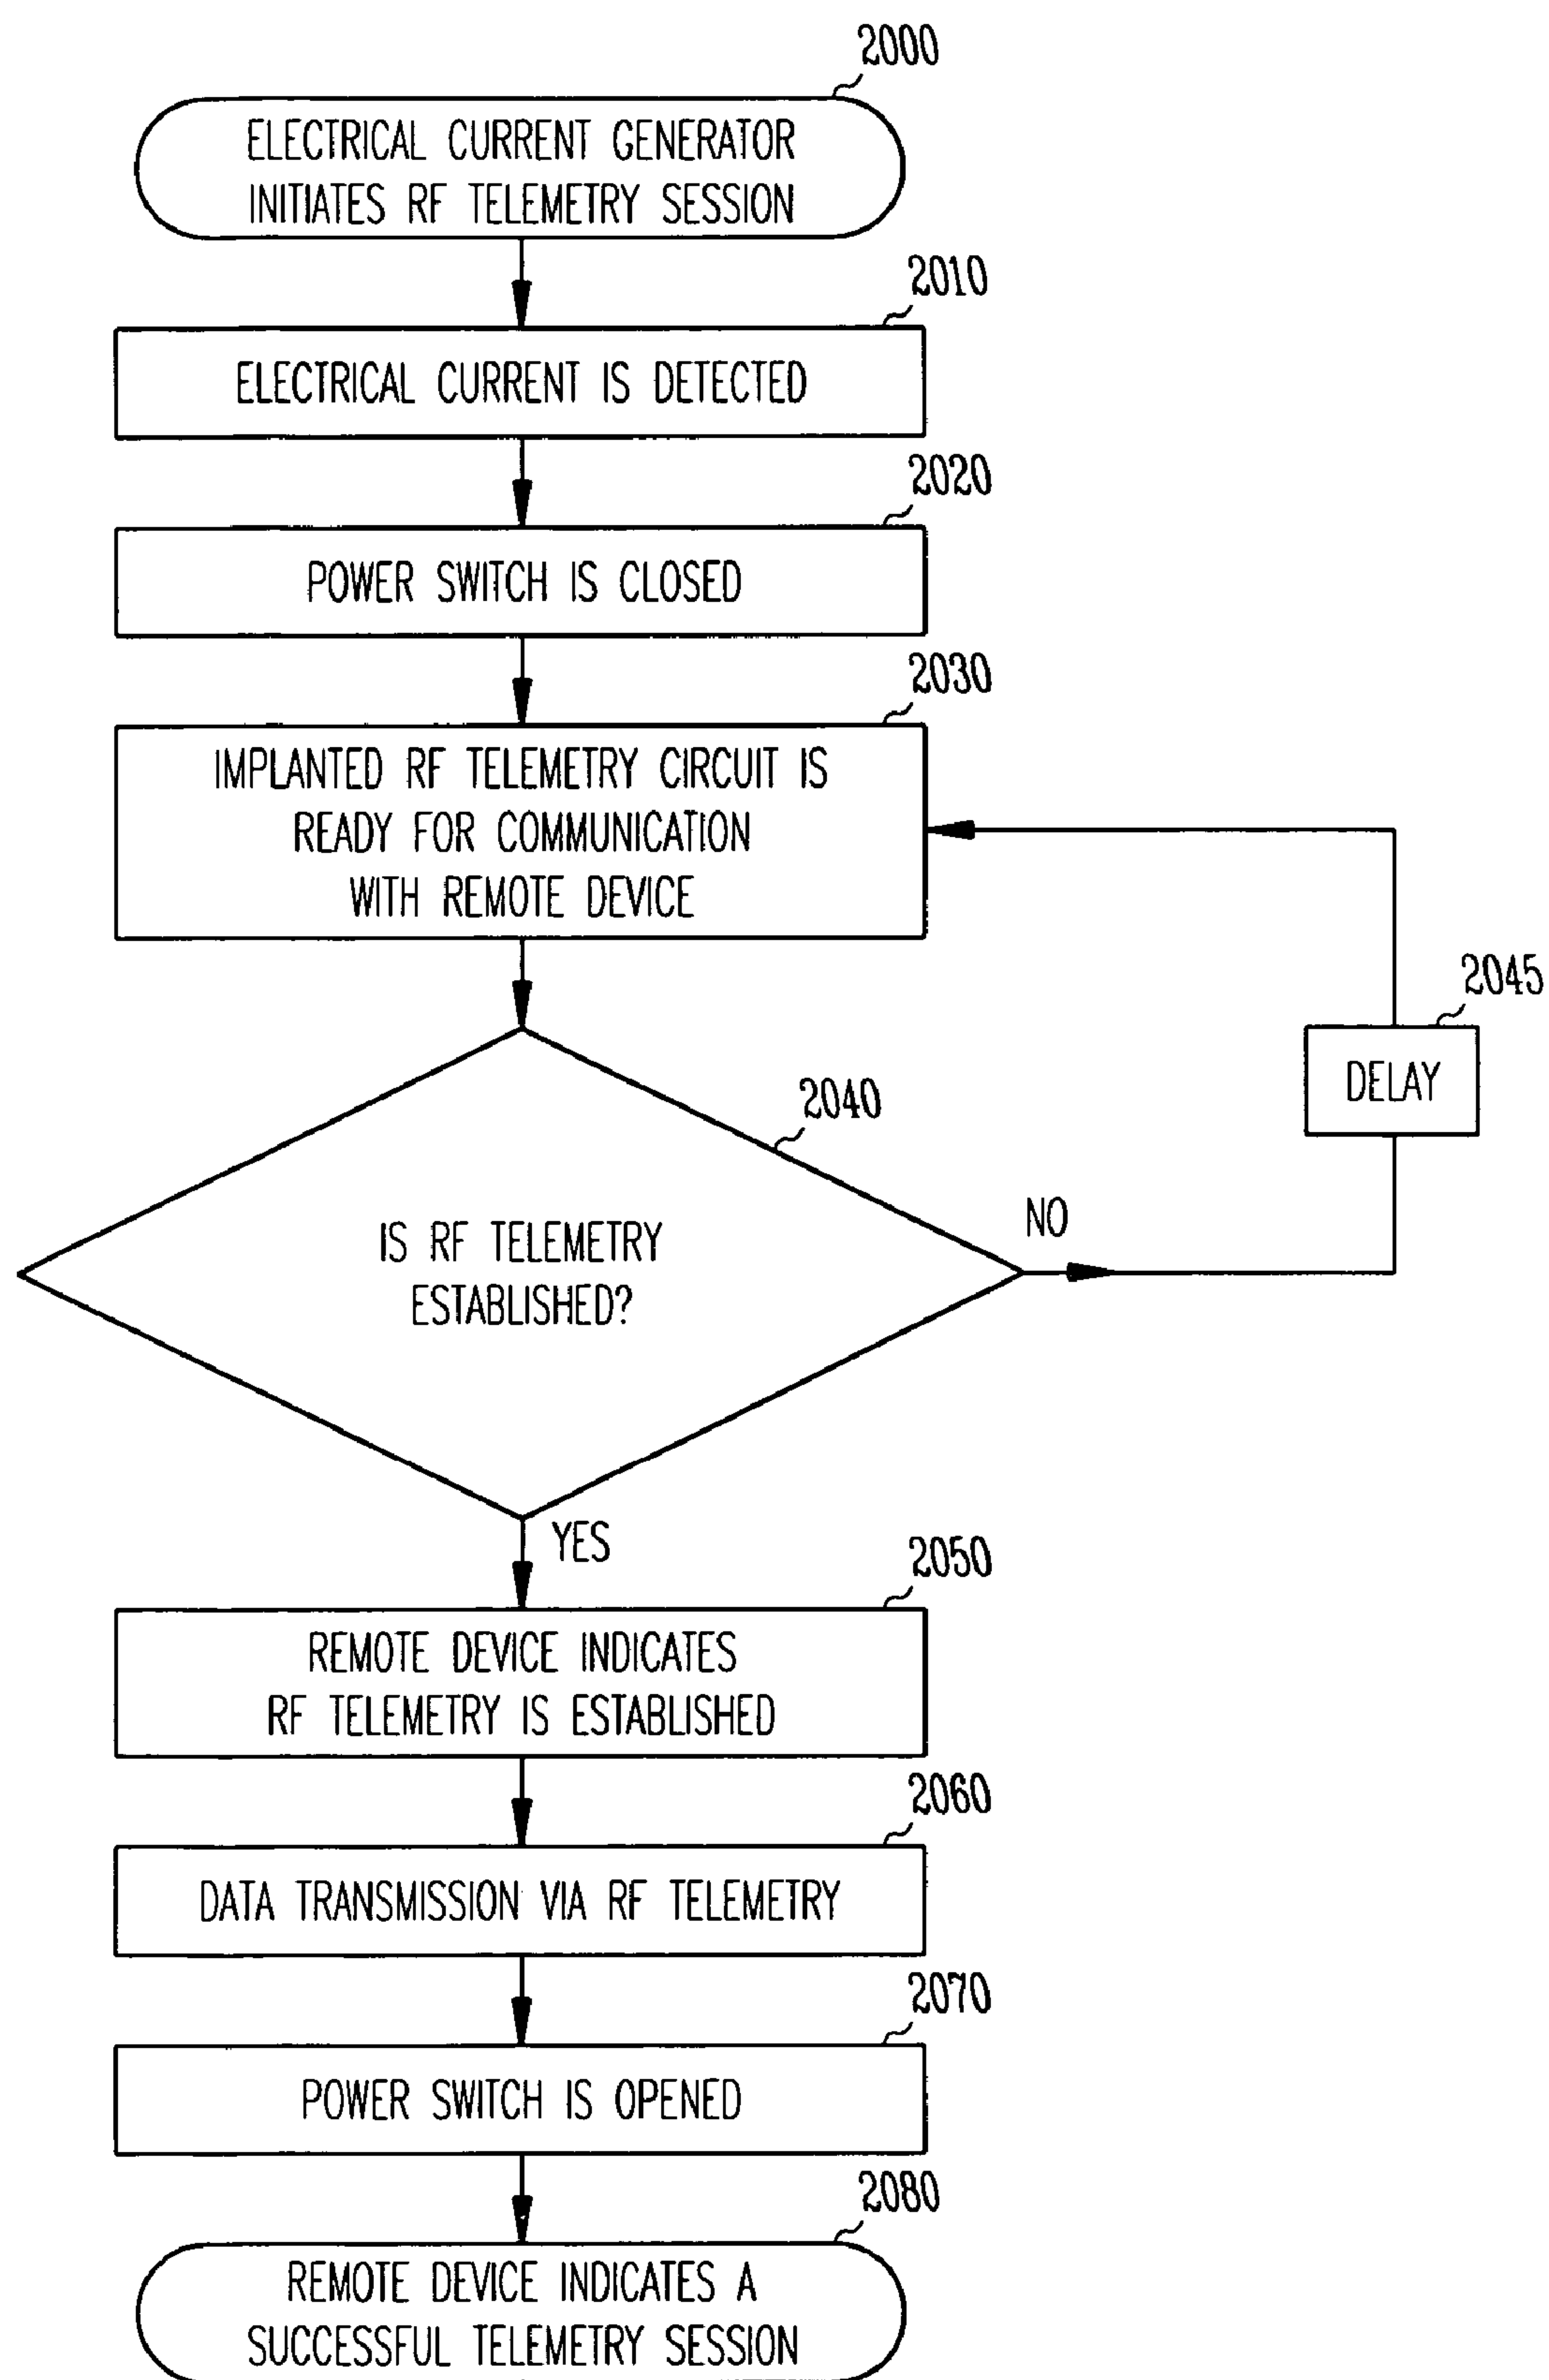 2000
ELECTRICAL CURRENT GENERATOR
INITIATES RF TELEMETRY SESSION
2010
ELECTRICAL CURRENT IS DETECTED
2020
POWER SWITCH IS CLOSED
2030
IMPLANTED RF TELEMETRY CIRCUIT IS
READY FOR COMMUNICATION
WITH REMOTE DEVICE
2045
DELAY
2040
IS RF TELEMETRY
ESTABLISHED?
NO
YES
2050
REMOTE DEVICE INDICATES
RF TELEMETRY IS ESTABLISHED
2060
DATA TRANSMISSION VIA RF TELEMETRY
2070
POWER SWITCH IS OPENED
2080
REMOTE DEVICE INDICATES A
SUCCESSFUL TELEMETRY SESSION